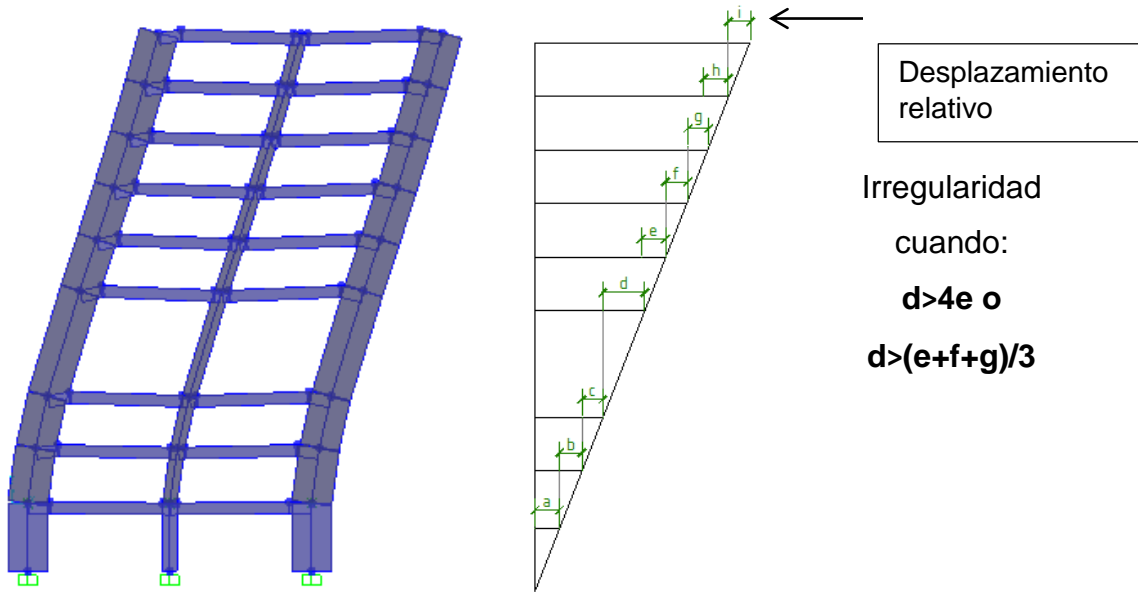 i
h
Desplazamiento
relativo
g
f
Irregularidad
cuando:
e
d
d>4e o
d>(e+f+g)/3
c
b
a